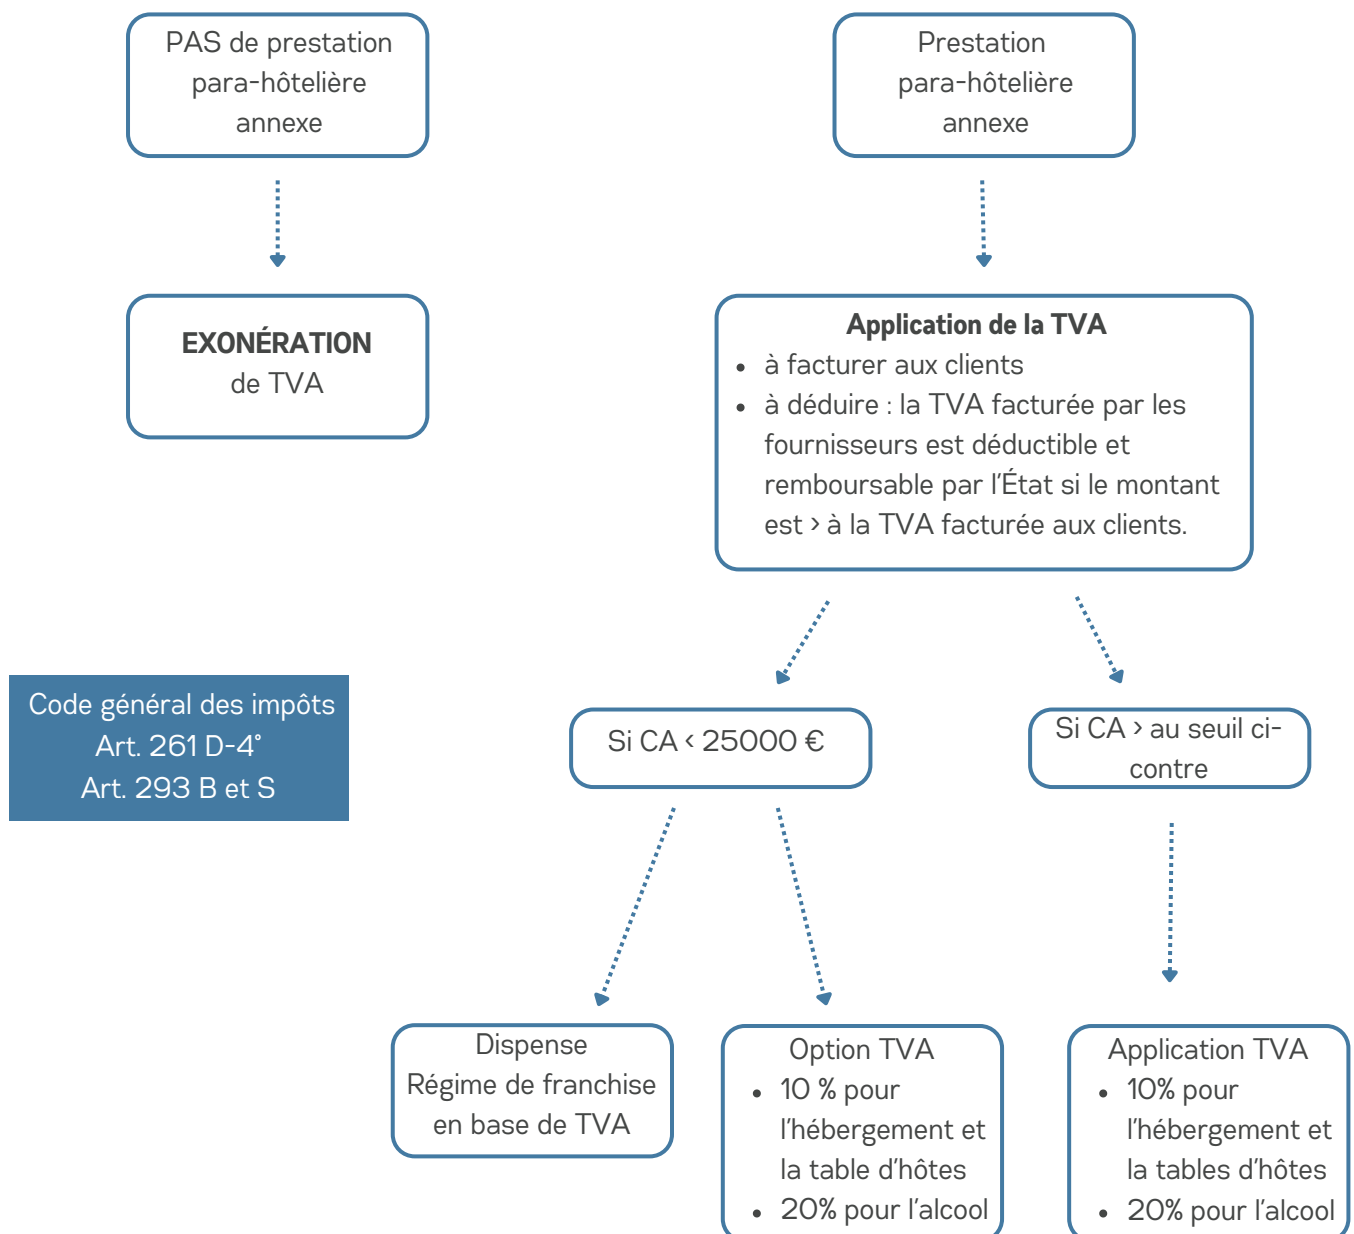 PAS de prestation
para-hôtelière
annexe
Prestation
para-hôtelière
annexe
EXONÉRATION
de TVA
Application de la TVA
• à facturer aux clients
• à déduire : la TVA facturée par les
fournisseurs est déductible et
remboursable par l'État si le montant
est > à la TVA facturée aux clients.
Code général des impôts
Art. 261 D-4°
Art. 293 B et S
Si CA < 25000 €
Si CA > au seuil ci-
contre
Dispense
Régime de franchise
en base de TVA
Option TVA
• 10 % pour
l'hébergement et
la table d'hôtes
• 20% pour l'alcool
Application TVA
• 10% pour
l'hébergement et
la tables d'hôtes
• 20% pour l'alcool